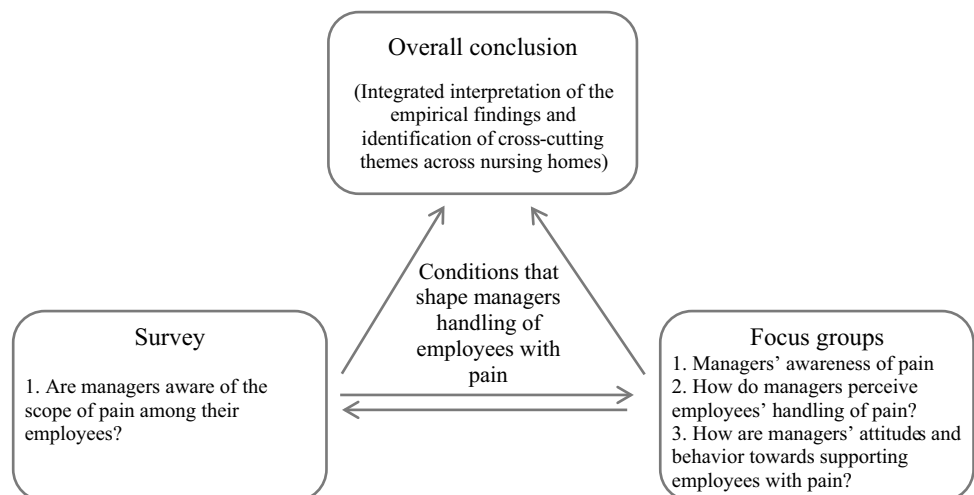 Overall conclusion
(Integrated interpretation of the
empirical findings and
identification of cross-cutting
themes across nursing homes)
Conditions that
shape managers
handling of
employees with
pain
Survey
1. Are managers aware of the
scope of pain among their
employees?
Focus groups
1. Managers’ awareness of pain
2. How do managers perceive
employees’ handling of pain?
3. How are managers’ attitudes and
behavior towards supporting
employees with pain?